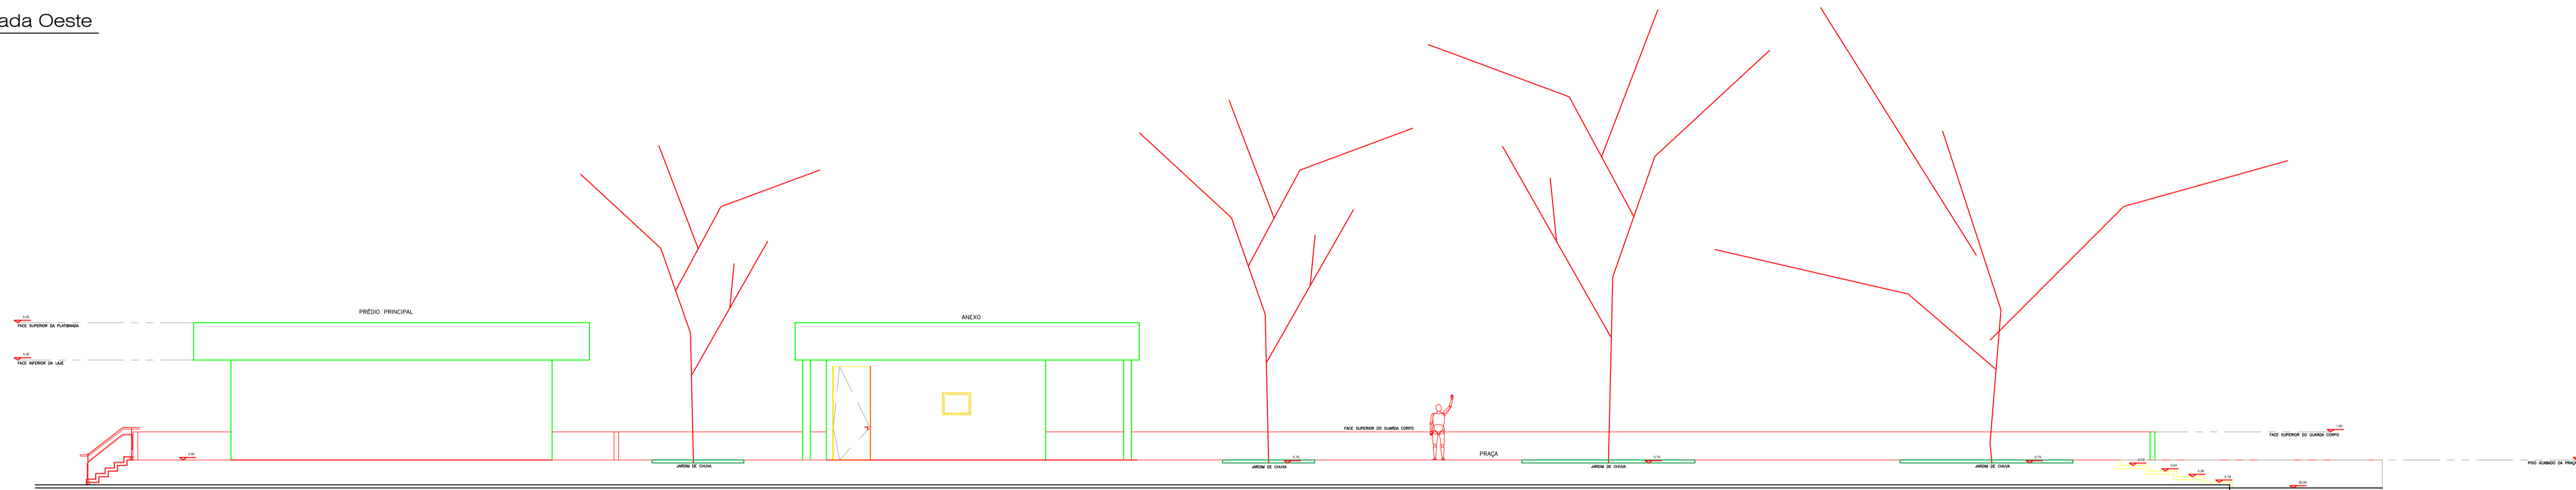 ada Oeste
PRÉDIO PRINCIPAL
ANEXO
FACE SUPERIOR DA PLATIBANDA
FACE INFERIOR DA LAJE
FACE SUPERIOR DO GUARDA CORPO
FACE SUPERIOR DO GUARDA CORPO
PRAÇA
JARDIM DE CHUVA
JARDIM DE CHUVA
JARDIM DE CHUVA
JARDIM DE CHUVA
PISO ACABADO DA PRAÇ